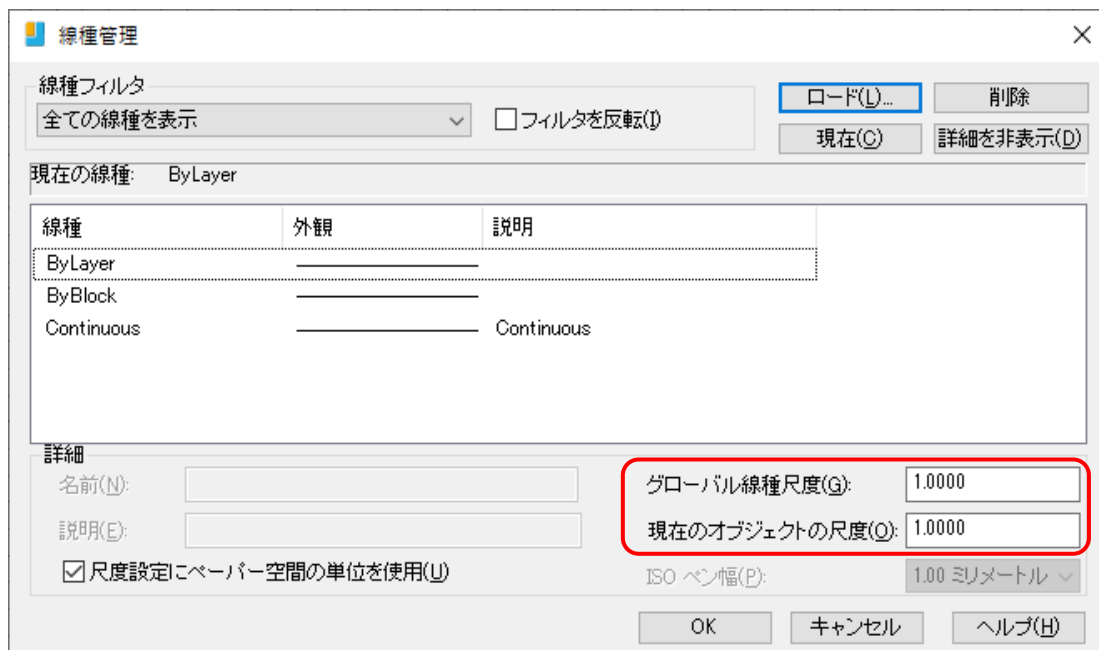 線種管理
線種フィルタ
全ての線種を表示
フィルタを反転(I)
ロード(L)...
削除
現在(C)
詳細を非表示(D)
現在の線種: ByLayer
線種 外観 説明
ByLayer
ByBlock
Continuous Continuous
詳細
名前(N):
グローバル線種尺度(G): 1.0000
説明(E):
現在のオブジェクトの尺度(O): 1.0000
尺度設定にペーパー空間の単位を使用(U)
ISO ペン幅(P): 1.00 ミリメートル
OK
キャンセル
ヘルプ(H)